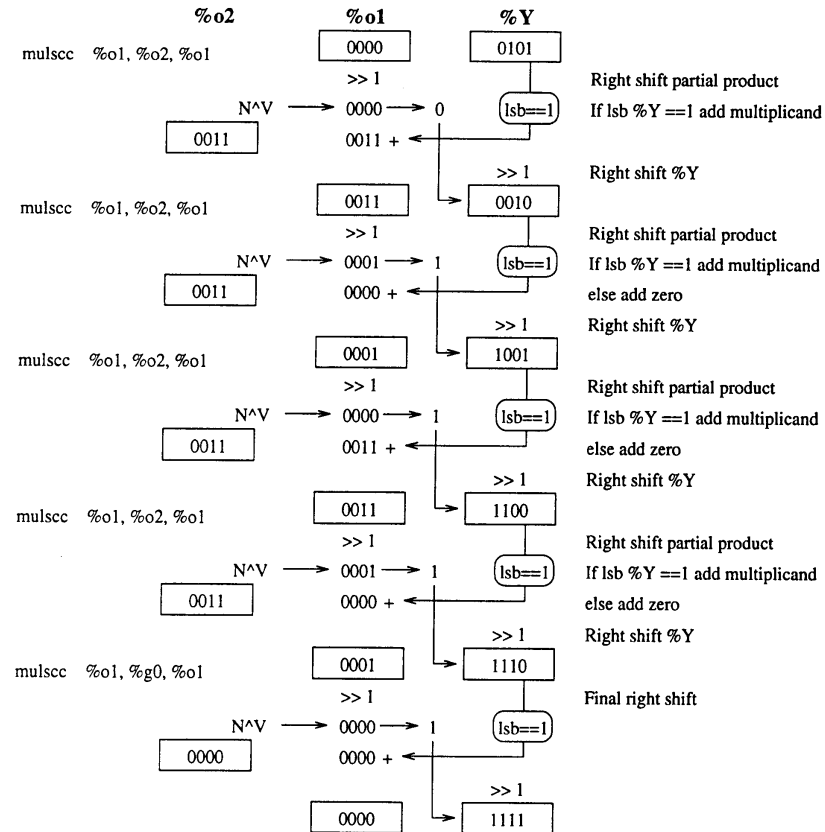 %o2 %o1 %Y
mulscc %o1, %o2, %o1 0000 0101
>> 1 Right shift partial product
N^V 0000 0 lsb==1 If lsb %Y ==1 add multiplicand
0011 0011 +
>> 1 Right shift %Y
mulscc %o1, %o2, %o1 0011 0010
>> 1 Right shift partial product
N^V 0001 1 lsb==1 If lsb %Y ==1 add multiplicand
0011 0000 + else add zero
>> 1 Right shift %Y
mulscc %o1, %o2, %o1 0001 1001
>> 1 Right shift partial product
N^V 0000 1 lsb==1 If lsb %Y ==1 add multiplicand
0011 0011 + else add zero
>> 1 Right shift %Y
mulscc %o1, %o2, %o1 0011 1100
>> 1 Right shift partial product
N^V 0001 1 lsb==1 If lsb %Y ==1 add multiplicand
0011 0000 + else add zero
>> 1 Right shift %Y
mulscc %o1, %g0, %o1 0001 1110
>> 1 Final right shift
N^V 0000 1 lsb==1
0000 0000 +
>> 1
0000 1111